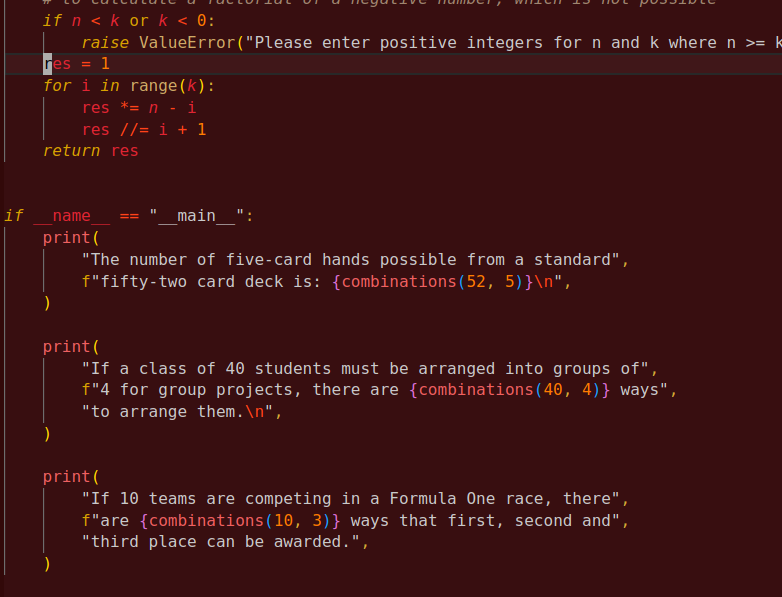 # to calculate a factorial of a negative number, which is not possible
if n < k or k < 0:
raise ValueError("Please enter positive integers for n and k where n >= k
res = 1
for i in range(k):
res *= n - i
res //= i + 1
return res
if __name__ == "__main__":
print(
"The number of five-card hands possible from a standard",
f"fifty-two card deck is: {combinations(52, 5)}\n",
)
print(
"If a class of 40 students must be arranged into groups of",
f"4 for group projects, there are {combinations(40, 4)} ways",
"to arrange them.\n",
)
print(
"If 10 teams are competing in a Formula One race, there",
f"are {combinations(10, 3)} ways that first, second and",
"third place can be awarded.",
)